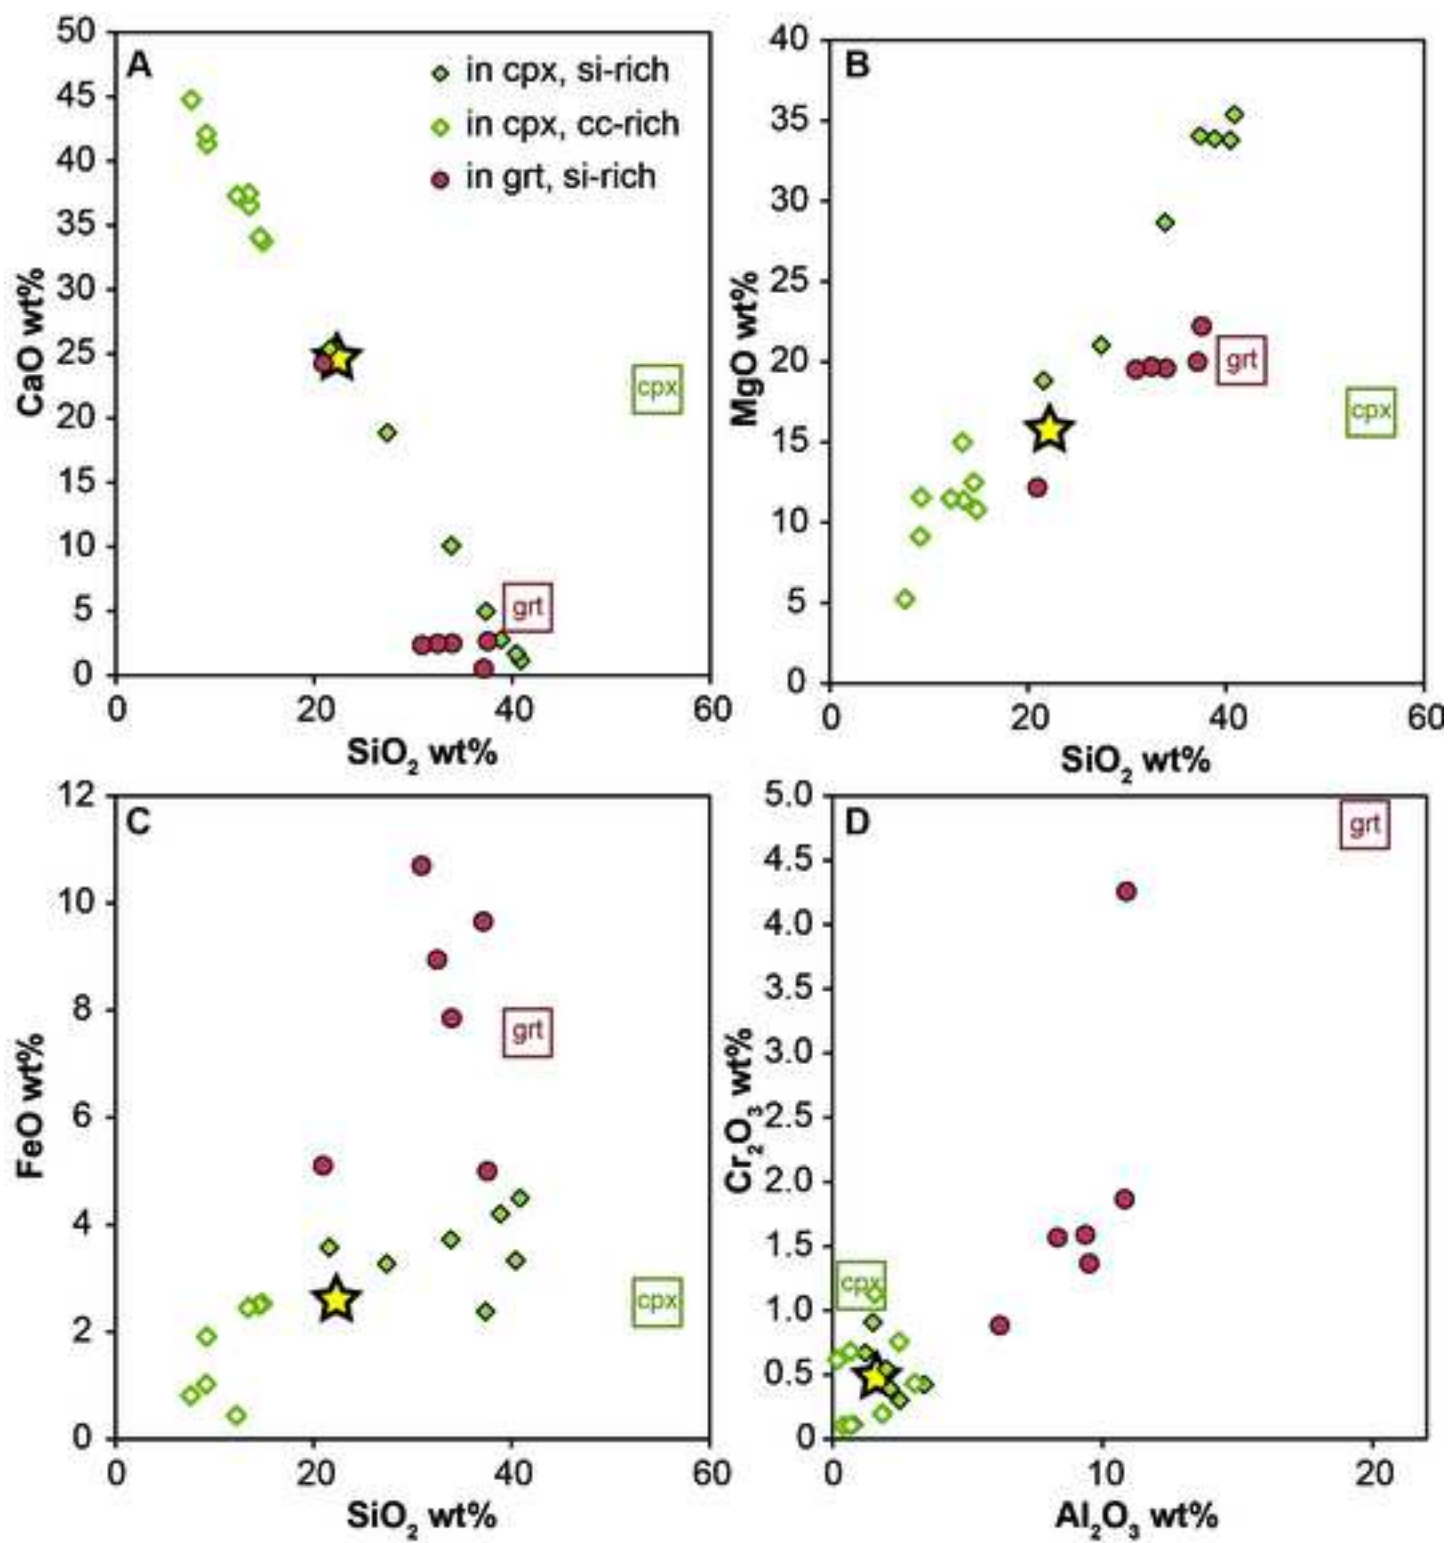 A
in cpx, si-rich
in cpx, cc-rich
in grt, si-rich
50
45
40
35
30
25
20
15
10
5
0
CaO wt%
cpx
grt
0 20 40 60
SiO₂ wt%
B
40
35
30
25
20
15
10
5
0
MgO wt%
grt
cpx
0 20 40 60
SiO₂ wt%
C
12
10
8
6
4
2
0
FeO wt%
grt
cpx
0 20 40 60
SiO₂ wt%
D
5.0
4.5
4.0
3.5
3.0
2.5
2.0
1.5
1.0
0.5
0
Cr₂O₃ wt%
grt
cpx
0 10 20
Al₂O₃ wt%